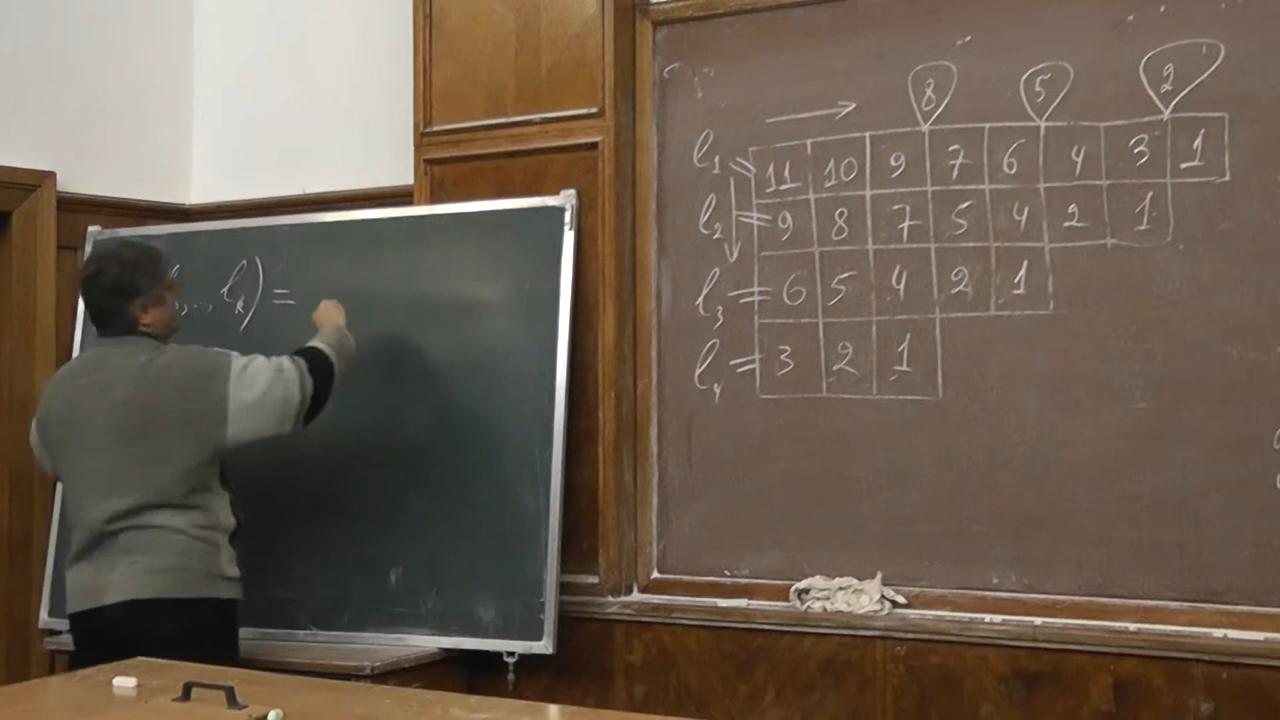 , ..., ℓₖ) =
8 5 2
ℓ₁ = 11 10 9 7 6 4 3 1
ℓ₂ = 9 8 7 5 4 2 1
ℓ₃ = 6 5 4 2 1
ℓ₄ = 3 2 1